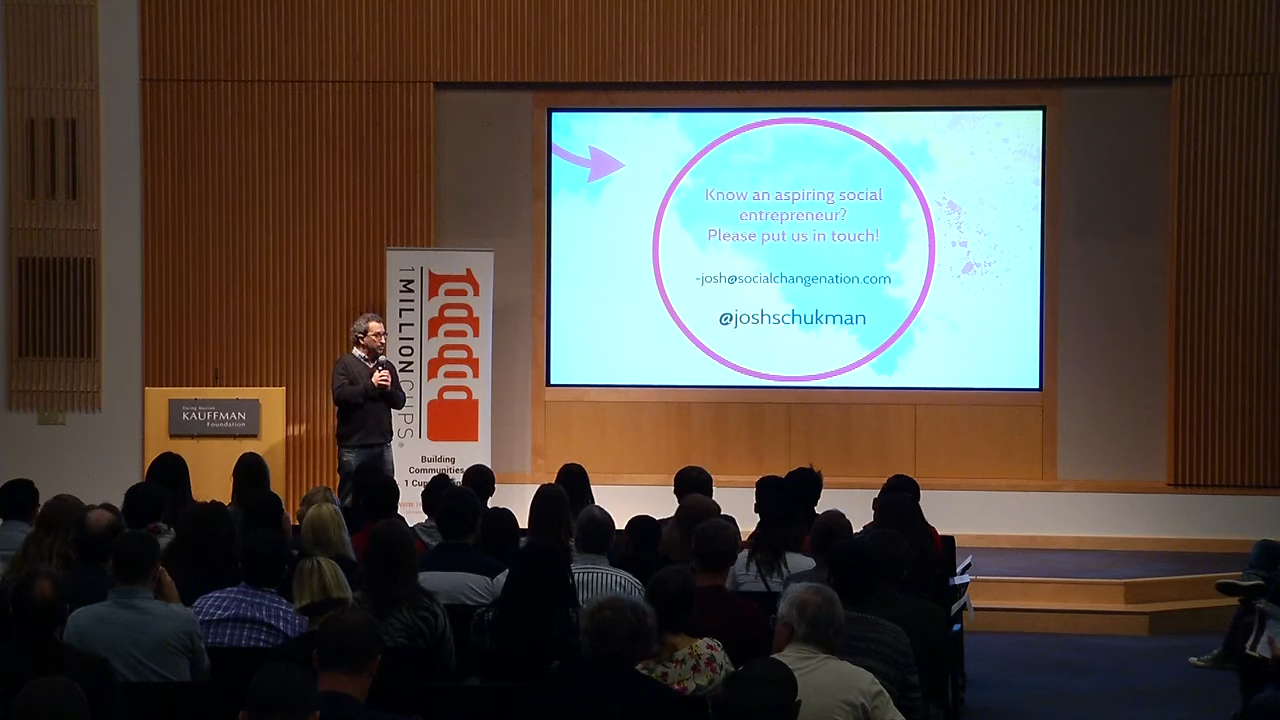 Know an aspiring social
entrepreneur?
Please put us in touch!
-josh@socialchangenation.com
@joshschukman
1 MILLION CUPS
Building
Communities
1 Cup
KAUFFMAN
Foundation